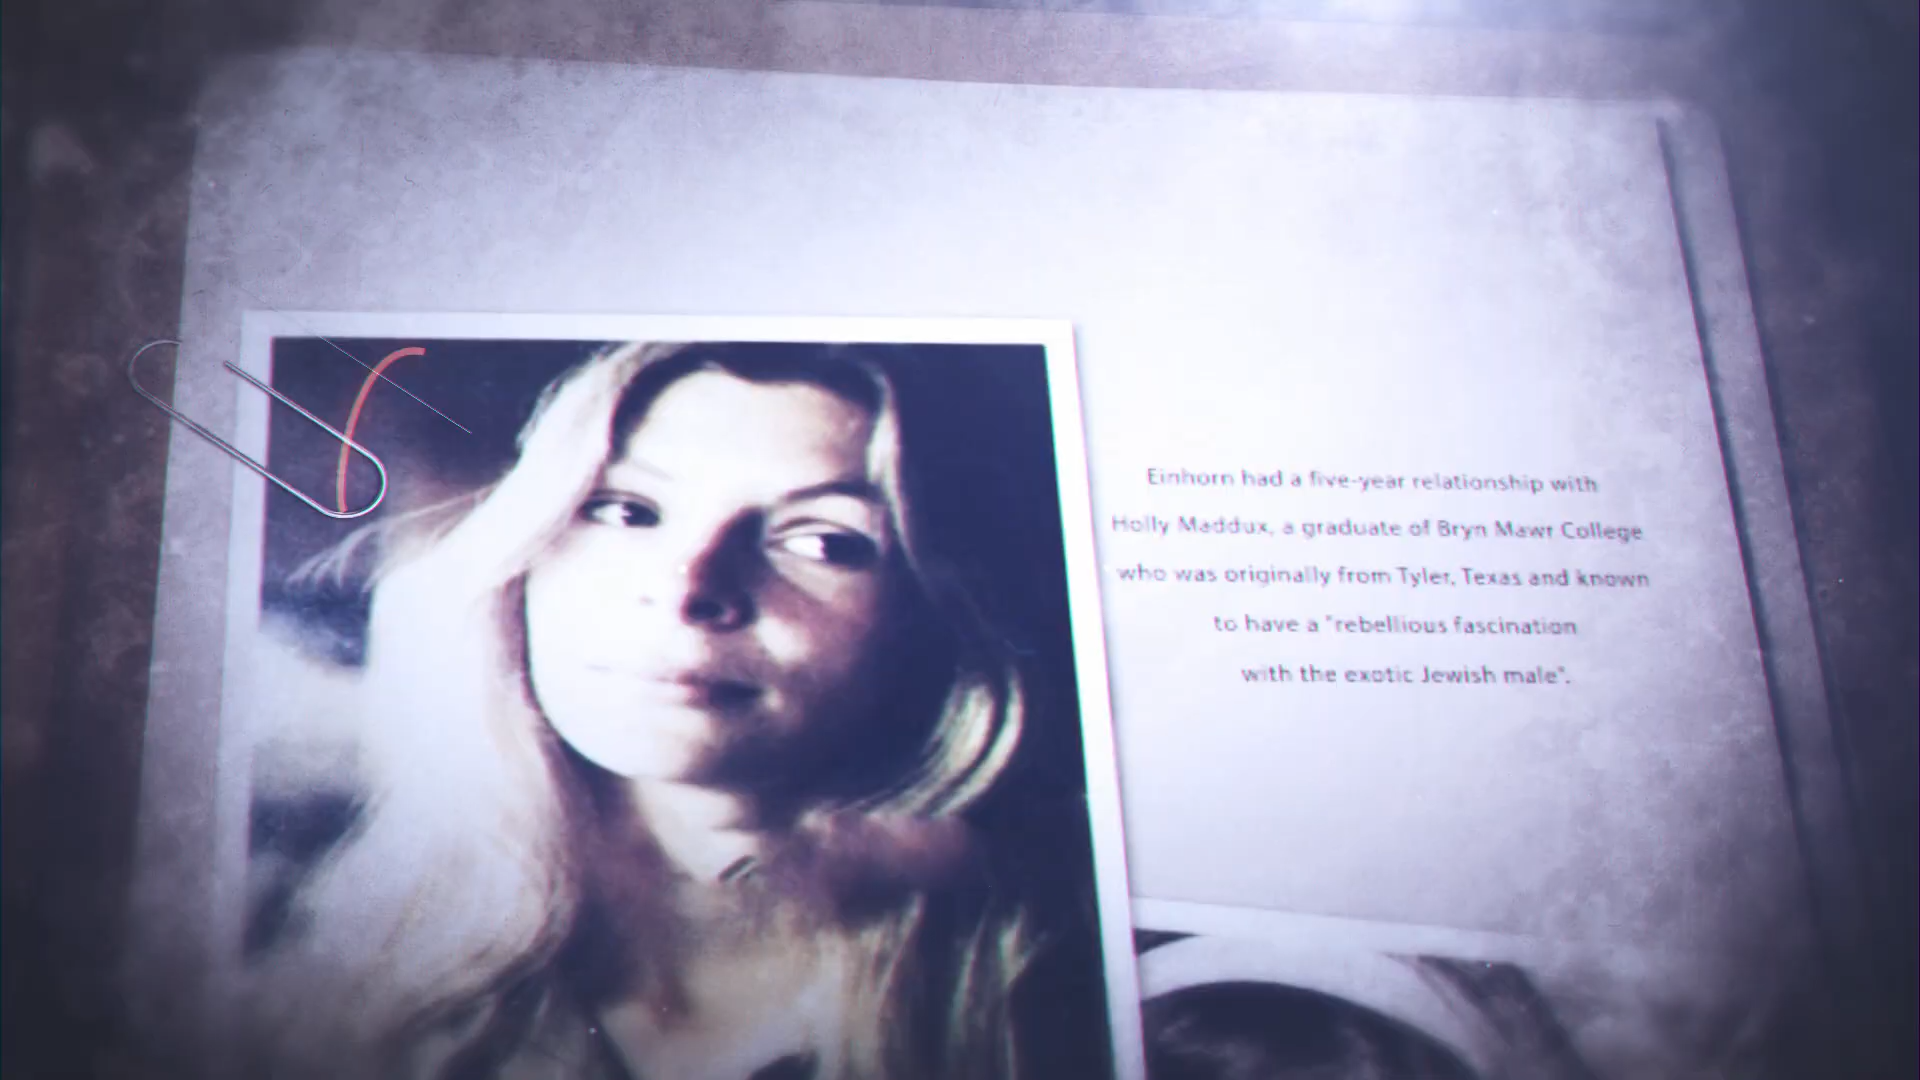 Einhorn had a five-year relationship with
Holly Maddux, a graduate of Bryn Mawr College
who was originally from Tyler, Texas and known
to have a "rebellious fascination
with the exotic Jewish male".